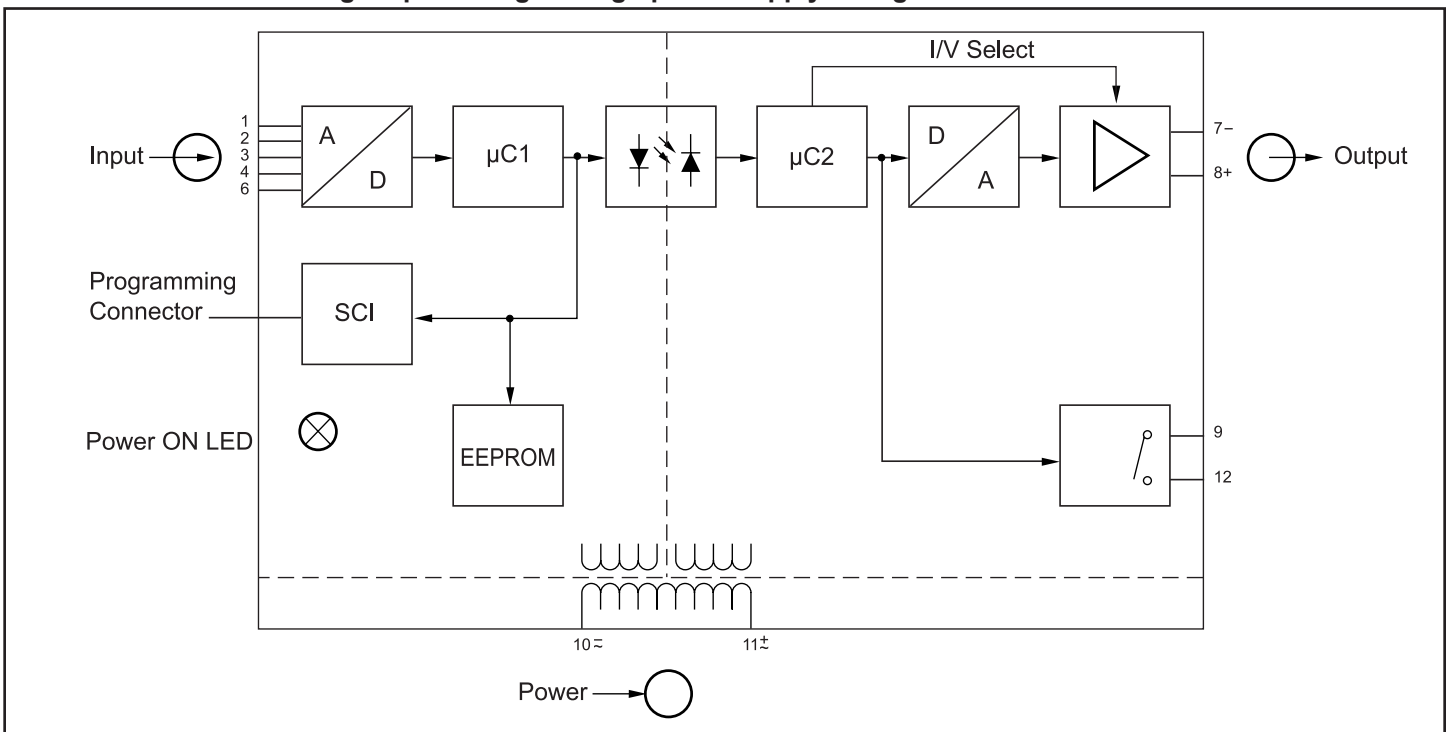 I/V Select
1
2
3
4
6
Input
A
D
µC1
µC2
D
A
7−
8+
Output
Programming
Connector
SCI
Power ON LED
EEPROM
9
12
10
11
Power